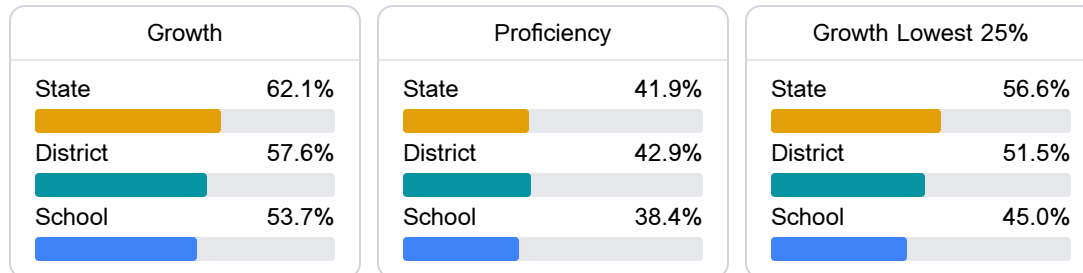 Growth
State 62.1%
District 57.6%
School 53.7%
Proficiency
State 41.9%
District 42.9%
School 38.4%
Growth Lowest 25%
State 56.6%
District 51.5%
School 45.0%